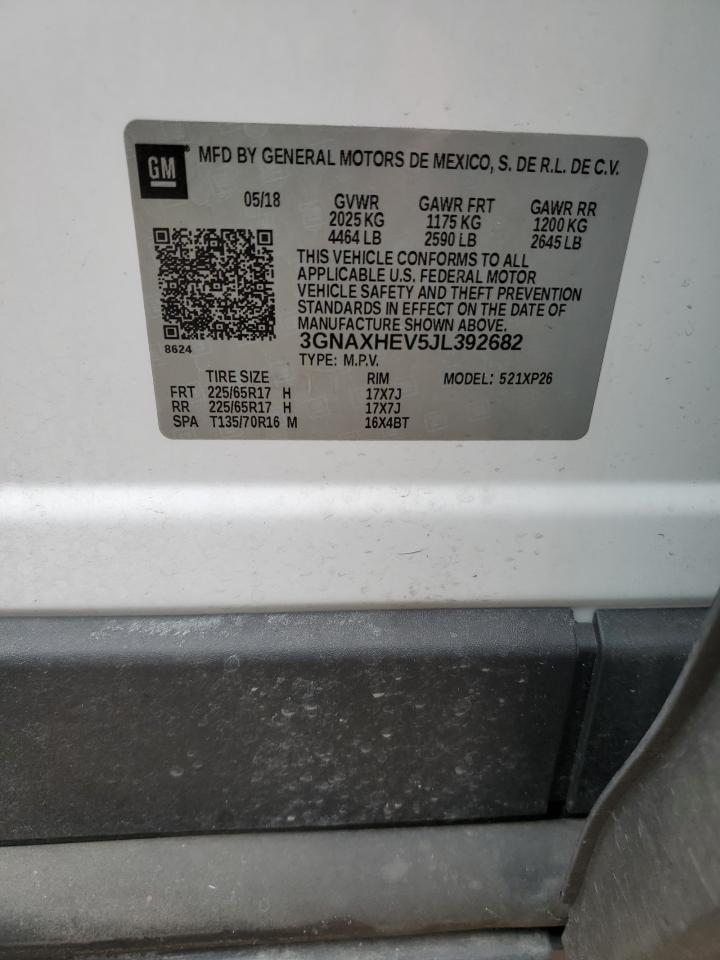 GM MFD BY GENERAL MOTORS DE MEXICO, S. DE R.L. DE C.V.
05/18 GVWR GAWR FRT GAWR RR
2025 KG 1175 KG 1200 KG
4464 LB 2590 LB 2645 LB
THIS VEHICLE CONFORMS TO ALL
APPLICABLE U.S. FEDERAL MOTOR
VEHICLE SAFETY AND THEFT PREVENTION
STANDARDS IN EFFECT ON THE DATE OF
MANUFACTURE SHOWN ABOVE.
8624 3GNAXHEV5JL392682
TYPE: M.P.V.
TIRE SIZE RIM MODEL: 521XP26
FRT 225/65R17 H 17X7J
RR 225/65R17 H 17X7J
SPA T135/70R16 M 16X4BT